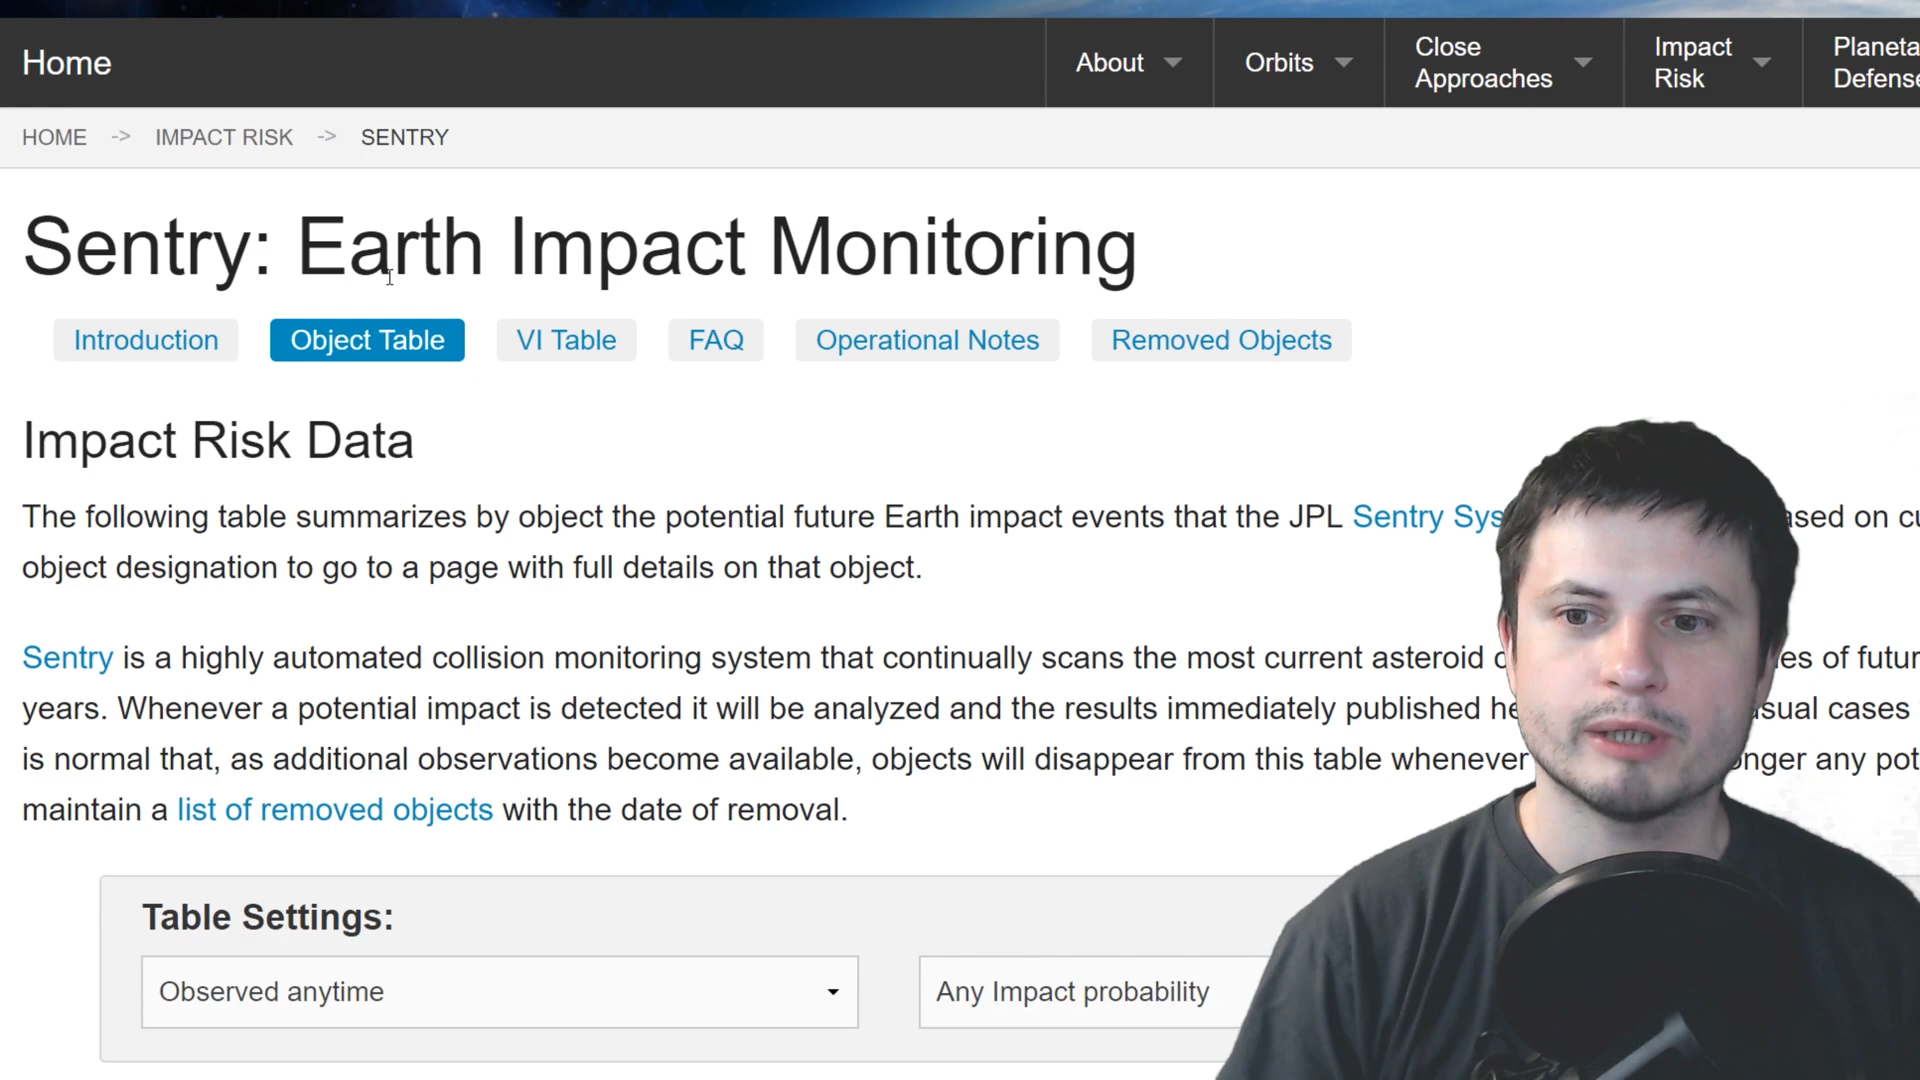 Home
About
Orbits
Close
Approaches
Impact
Risk
HOME -> IMPACT RISK -> SENTRY
Sentry: Earth Impact Monitoring
Introduction
Object Table
VI Table
FAQ
Operational Notes
Removed Objects
Impact Risk Data
The following table summarizes by object the potential future Earth impact events that the JPL Sentry on
object designation to go to a page with full details on that object.
Sentry is a highly automated collision monitoring system that continually scans the most current asteroid of
years. Whenever a potential impact is detected it will be analyzed and the results immediately published cases
is normal that, as additional observations become available, objects will disappear from this table whenever any
maintain a list of removed objects with the date of removal.
Table Settings:
Observed anytime
Any Impact probability